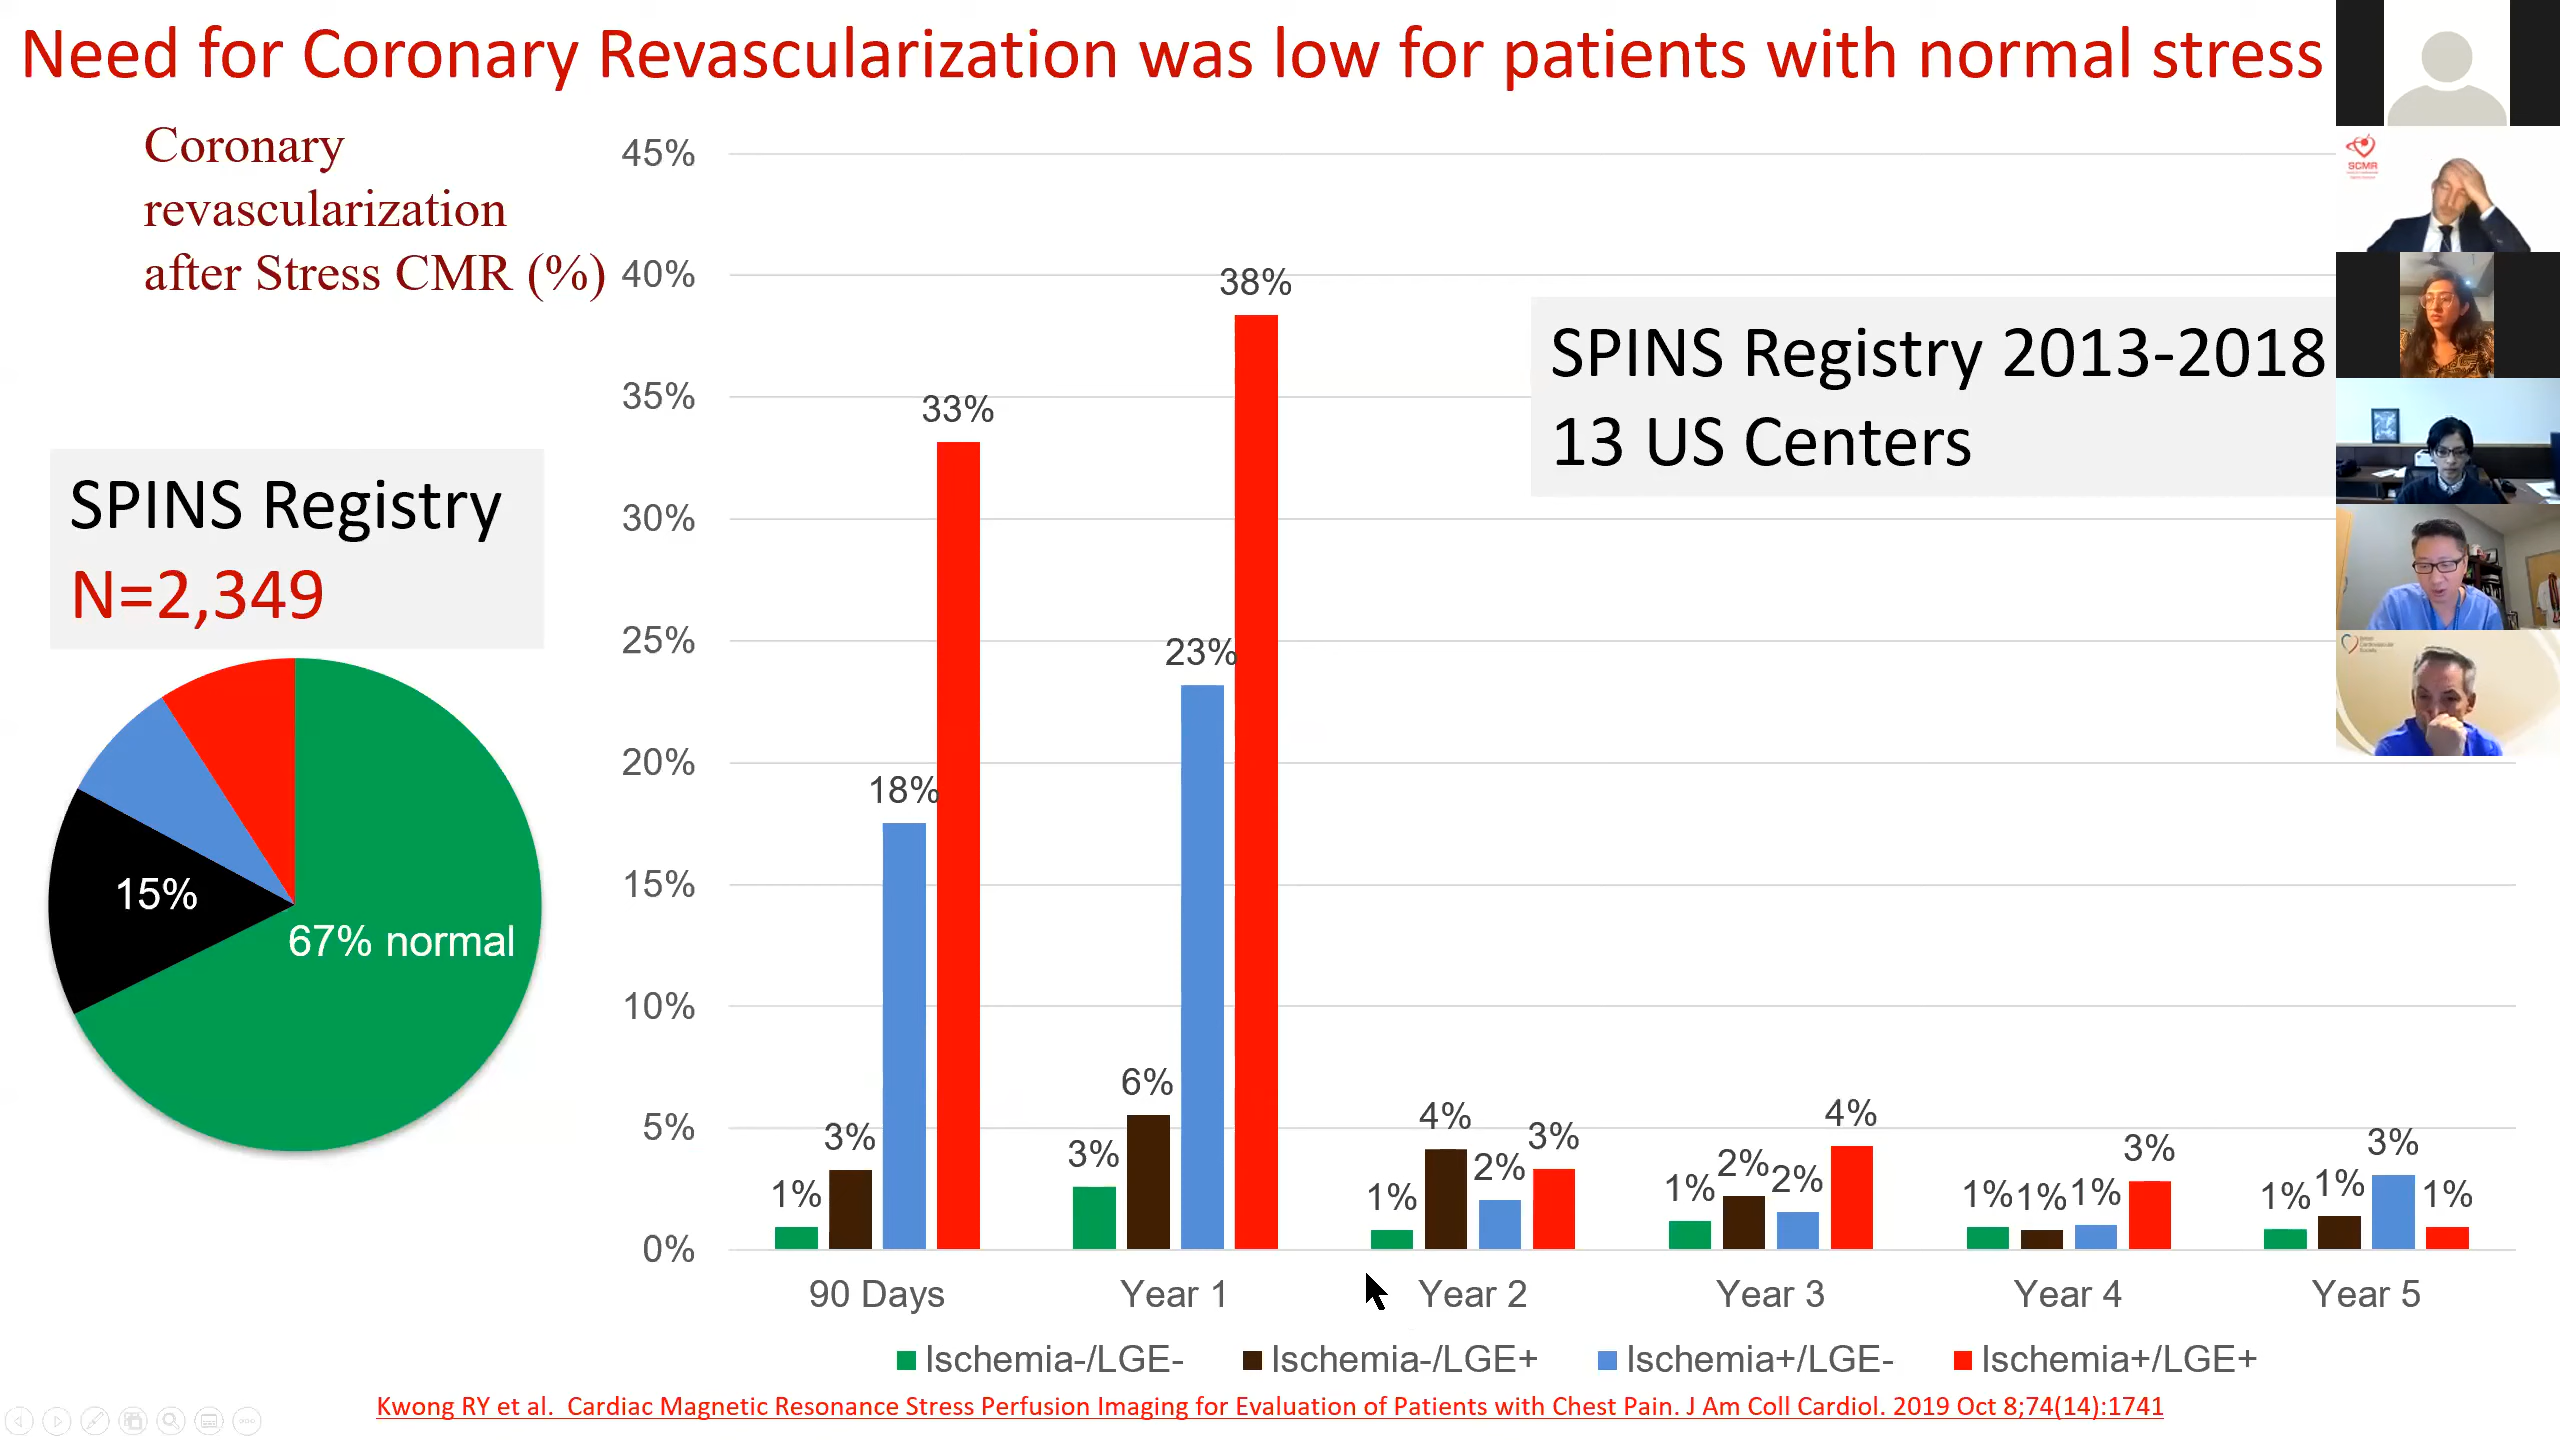 Need for Coronary Revascularization was low for patients with normal stress
Coronary
revascularization
after Stress CMR (%)
SPINS Registry
N=2,349
15%
67% normal
45%
40%
35%
30%
25%
20%
15%
10%
5%
0%
SPINS Registry 2013-2018
13 US Centers
1%
3%
18%
33%
3%
6%
23%
38%
1%
4%
2%
3%
1%
2%
2%
4%
1%
1%
1%
3%
1%
1%
3%
1%
90 Days
Year 1
Year 2
Year 3
Year 4
Year 5
Ischemia-/LGE-
Ischemia-/LGE+
Ischemia+/LGE-
Ischemia+/LGE+
Kwong RY et al. Cardiac Magnetic Resonance Stress Perfusion Imaging for Evaluation of Patients with Chest Pain. J Am Coll Cardiol. 2019 Oct 8;74(14):1741
SCMR